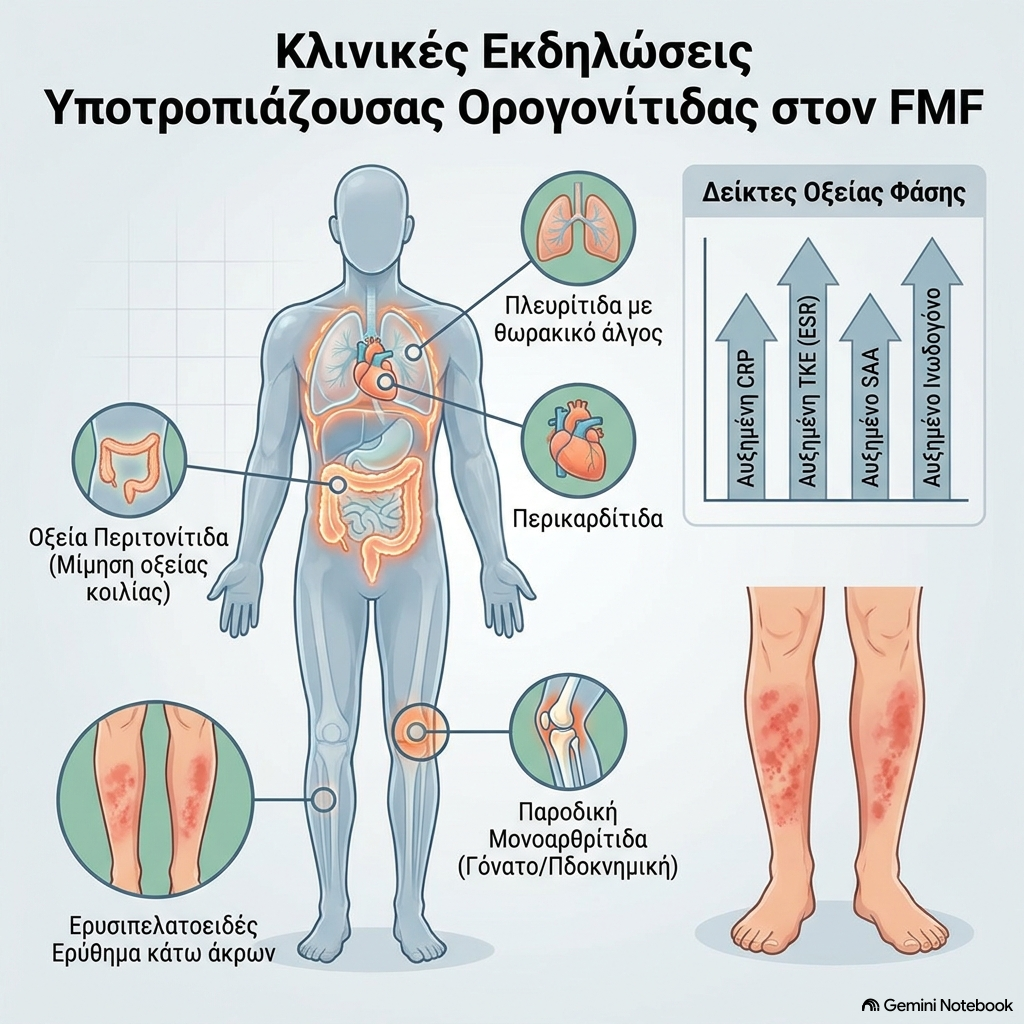 Κλινικές Εκδηλώσεις
Υποτροπιάζουσας Ορογονίτιδας στον FMF
Πλευρίτιδα με
θωρακικό άλγος
Περικαρδίτιδα
Οξεία Περιτονίτιδα
(Μίμηση οξείας
κοιλίας)
Παροδική
Μονοαρθρίτιδα
(Γόνατο/Πδοκνημική)
Ερυσιπελατοειδές
Ερύθημα κάτω άκρων
Δείκτες Οξείας Φάσης
Αυξημένη CRP
Αυξημένη ΤΚΕ (ESR)
Αυξημένο SAA
Αυξημένο Ινωδογόνο
Gemini Notebook